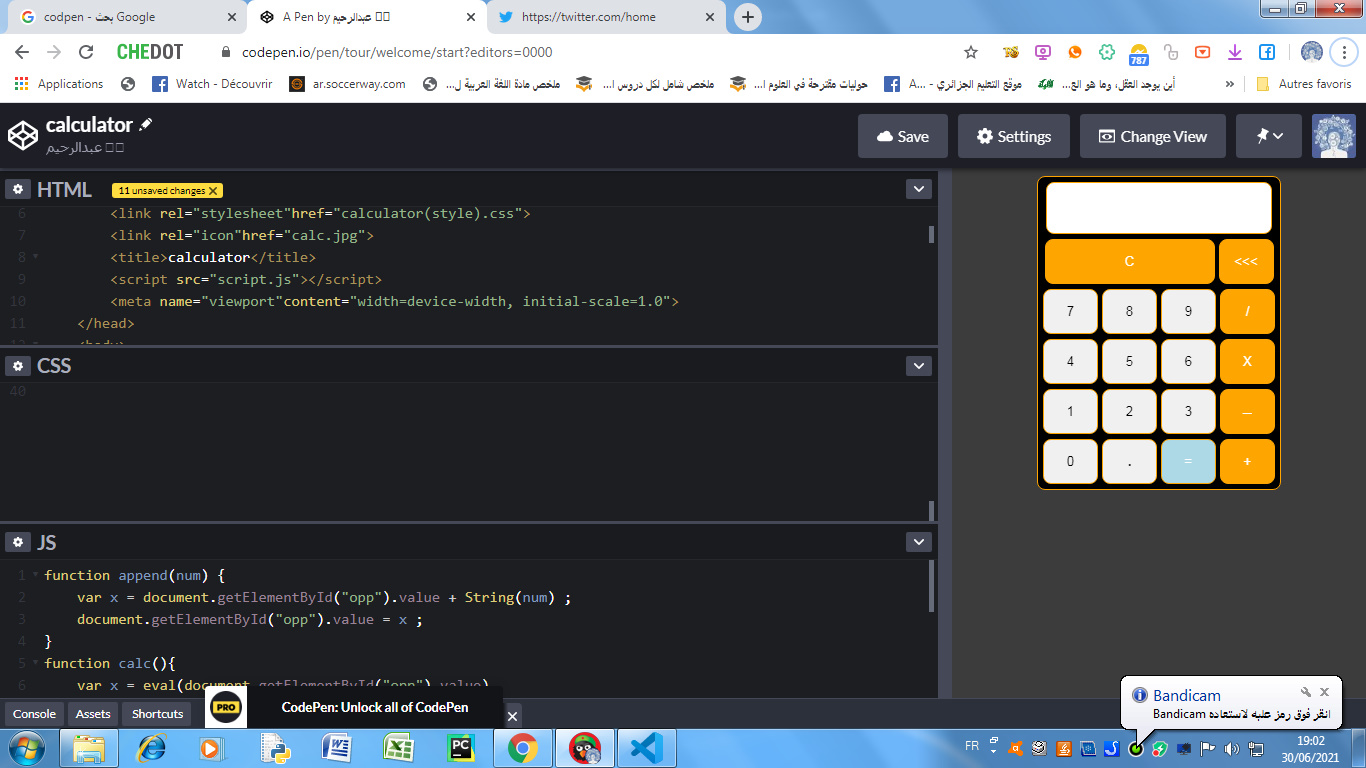 codpen - بحث Google
A Pen by عبدالرحيم
https://twitter.com/home
CHEDOT
codepen.io/pen/tour/welcome/start?editors=0000
787
Applications
Watch - Découvrir
ar.soccerway.com
ملخص مادة اللغة العربية ل...
ملخص شامل لكل دروس ا...
حوليات مقترحة في العلوم ا...
موقع التعليم الجزائري - A...
أين يوجد العقل، وما هو الع...
»
Autres favoris
calculator
عبدالرحيم
Save
Settings
Change View
HTML
11 unsaved changes X
6 <link rel="stylesheet"href="calculator(style).css">
7 <link rel="icon"href="calc.jpg">
8 <title>calculator</title>
9 <script src="script.js"></script>
10 <meta name="viewport"content="width=device-width, initial-scale=1.0">
11 </head>
12 <body>
CSS
40
JS
1 function append(num) {
2 var x = document.getElementById("opp").value + String(num) ;
3 document.getElementById("opp").value = x ;
4 }
5 function calc(){
6 var x = eval(document.getElementById("opp").value)
C <<<
7 8 9 /
4 5 6 X
1 2 3 _
0 . = +
Console
Assets
Shortcuts
PRO
CodePen: Unlock all of CodePen
Bandicam
انقر فوق رمز علبه لاستعاده Bandicam
PC
FR
19:02
30/06/2021